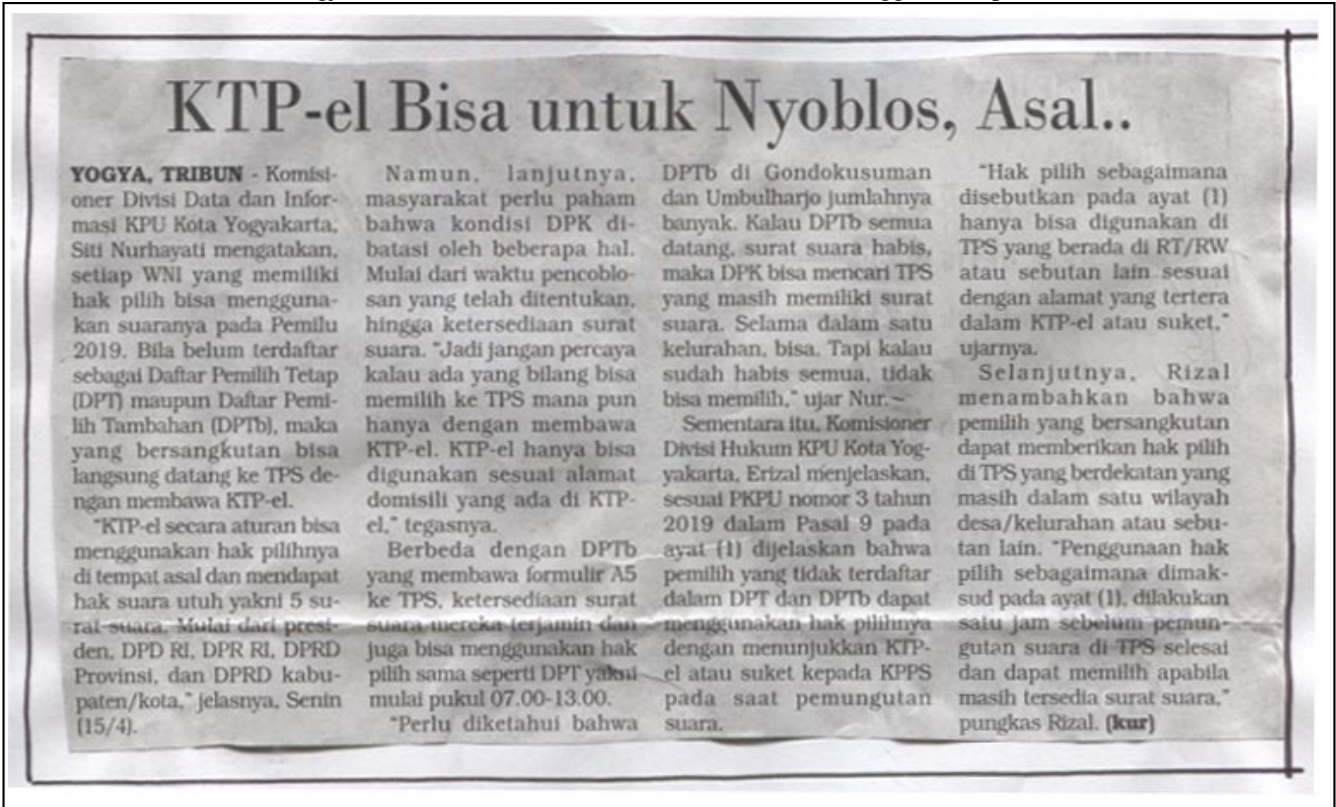 KTP-el Bisa untuk Nyoblos, Asal..
YOGYA, TRIBUN - Komisi-
oner Divisi Data dan Infor-
masi KPU Kota Yogyakarta,
Siti Nurhayati mengatakan,
setiap WNI yang memiliki
hak pilih bisa mengguna-
kan suaranya pada Pemilu
2019. Bila belum terdaftar
sebagai Daftar Pemilih Tetap
(DPT) maupun Daftar Pemi-
lih Tambahan (DPTb), maka
yang bersangkutan bisa
langsung datang ke TPS de-
ngan membawa KTP-el.
"KTP-el secara aturan bisa
menggunakan hak pilihnya
di tempat asal dan mendapat
hak suara utuh yakni 5 su-
rat suara. Mulai dari presi-
den, DPD RI, DPR RI, DPRD
Provinsi, dan DPRD kabu-
paten/kota," jelasnya, Senin
(15/4).
Namun, lanjutnya,
masyarakat perlu paham
bahwa kondisi DPK di-
batasi oleh beberapa hal.
Mulai dari waktu pencoblo-
san yang telah ditentukan,
hingga ketersediaan surat
suara. "Jadi jangan percaya
kalau ada yang bilang bisa
memilih ke TPS mana pun
hanya dengan membawa
KTP-el. KTP-el hanya bisa
digunakan sesuai alamat
domisili yang ada di KTP-
el," tegasnya.
Berbeda dengan DPTb
yang membawa formulir A5
ke TPS, ketersediaan surat
suara mereka terjamin dan
juga bisa menggunakan hak
pilih sama seperti DPT yakni
mulai pukul 07.00-13.00.
"Perlu diketahui bahwa
DPTb di Gondokusuman
dan Umbulharjo jumlahnya
banyak. Kalau DPTb semua
datang, surat suara habis,
maka DPK bisa mencari TPS
yang masih memiliki surat
suara. Selama dalam satu
kelurahan, bisa. Tapi kalau
sudah habis semua, tidak
bisa memilih," ujar Nur.
Sementara itu, Komisioner
Divisi Hukum KPU Kota Yog-
yakarta, Erizal menjelaskan,
sesuai PKPU nomor 3 tahun
2019 dalam Pasal 9 pada
ayat (1) dijelaskan bahwa
pemilih yang tidak terdaftar
dalam DPT dan DPTb dapat
menggunakan hak pilihnya
dengan menunjukkan KTP-
el atau suket kepada KPPS
pada saat pemungutan
suara.
"Hak pilih sebagaimana
disebutkan pada ayat (1)
hanya bisa digunakan di
TPS yang berada di RT/RW
atau sebutan lain sesuai
dengan alamat yang tertera
dalam KTP-el atau suket,"
ujarnya.
Selanjutnya, Rizal
menambahkan bahwa
pemilih yang bersangkutan
dapat memberikan hak pilih
di TPS yang berdekatan yang
masih dalam satu wilayah
desa/kelurahan atau sebu-
tan lain. "Penggunaan hak
pilih sebagaimana dimak-
sud pada ayat (1), dilakukan
satu jam sebelum pemun-
gutan suara di TPS selesai
dan dapat memilih apabila
masih tersedia surat suara,"
pungkas Rizal. (kur)